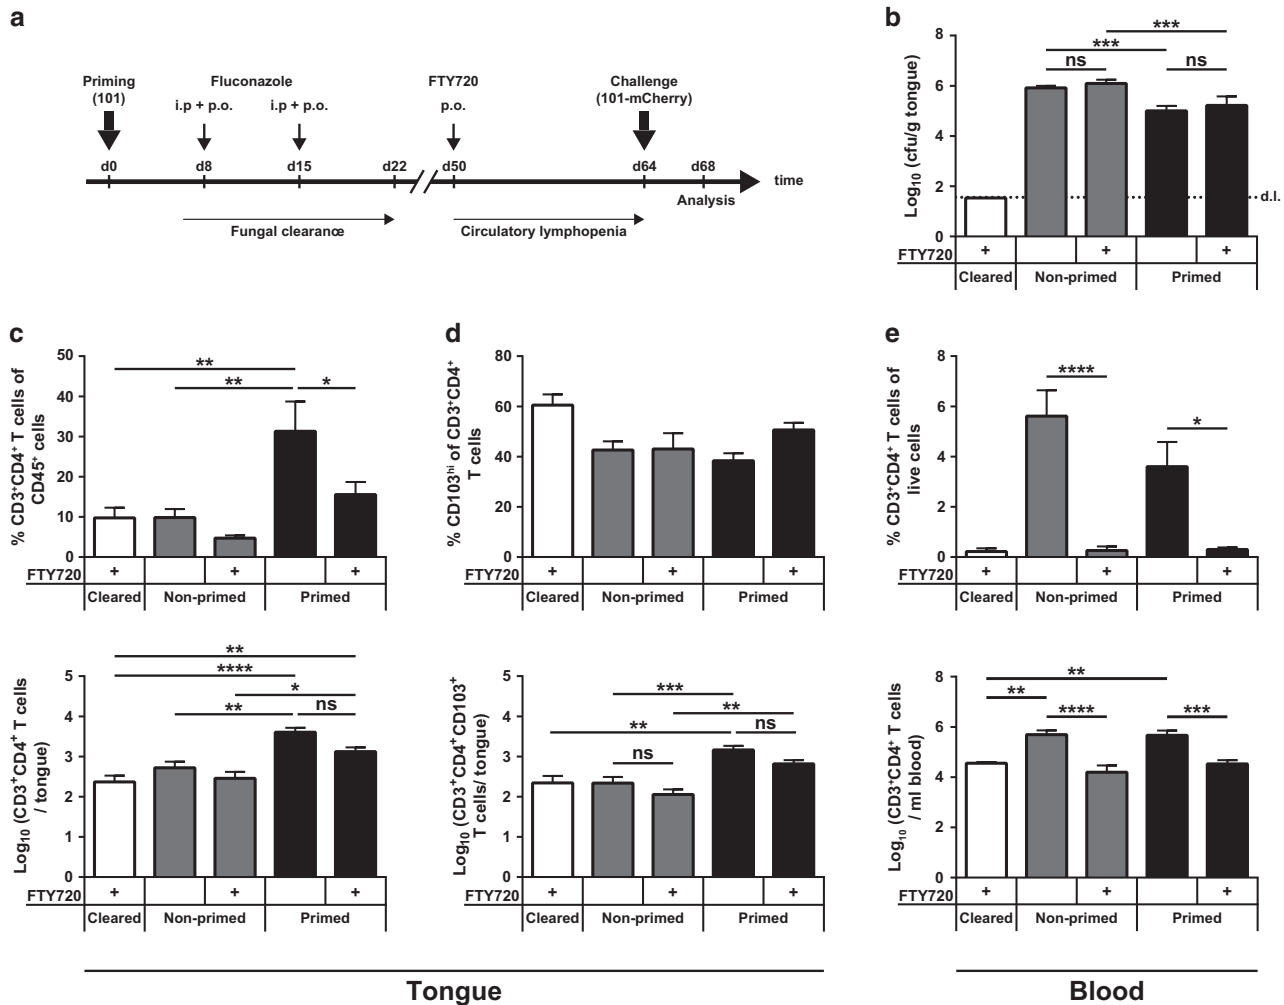 a
Priming
(101)
Fluconazole
i.p + p.o.
i.p + p.o.
FTY720
p.o.
Challenge
(101-mCherry)
d0
d8
d15
d22
d50
d64
d68
time
Analysis
Fungal clearance
Circulatory lymphopenia
b
Log10 (cfu/g tongue)
8
6
4
2
0
***
***
ns
ns
d.l.
FTY720 + + +
Cleared Non-primed Primed
c
% CD3+CD4+ T cells of
CD45+ cells
50
40
30
20
10
0
**
** *
FTY720 + + +
Cleared Non-primed Primed
Log10 (CD3+CD4+ T cells
/ tongue)
5
4
3
2
1
0
**
****
*
** ns
FTY720 + + +
Cleared Non-primed Primed
d
% CD103hi of CD3+CD4+
T cells
80
60
40
20
0
FTY720 + + +
Cleared Non-primed Primed
Log10 (CD3+CD4+CD103+
T cells/ tongue)
5
4
3
2
1
0
***
**
** ns
ns
FTY720 + + +
Cleared Non-primed Primed
e
% CD3+CD4+ T cells of
live cells
8
6
4
2
0
****
*
FTY720 + + +
Cleared Non-primed Primed
Log10 (CD3+CD4+ T cells
/ ml blood)
8
6
4
2
0
**
**
**** ***
FTY720 + + +
Cleared Non-primed Primed
Tongue
Blood